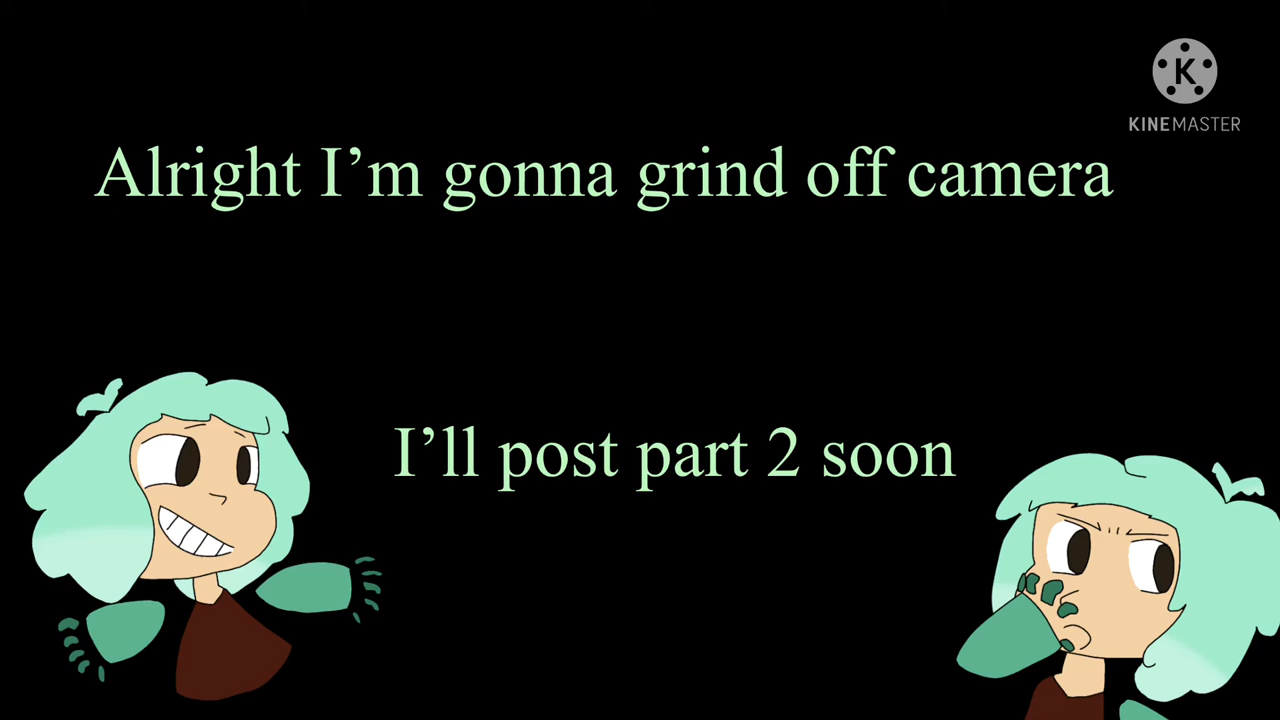 K
KINEMASTER
Alright I’m gonna grind off camera
I’ll post part 2 soon